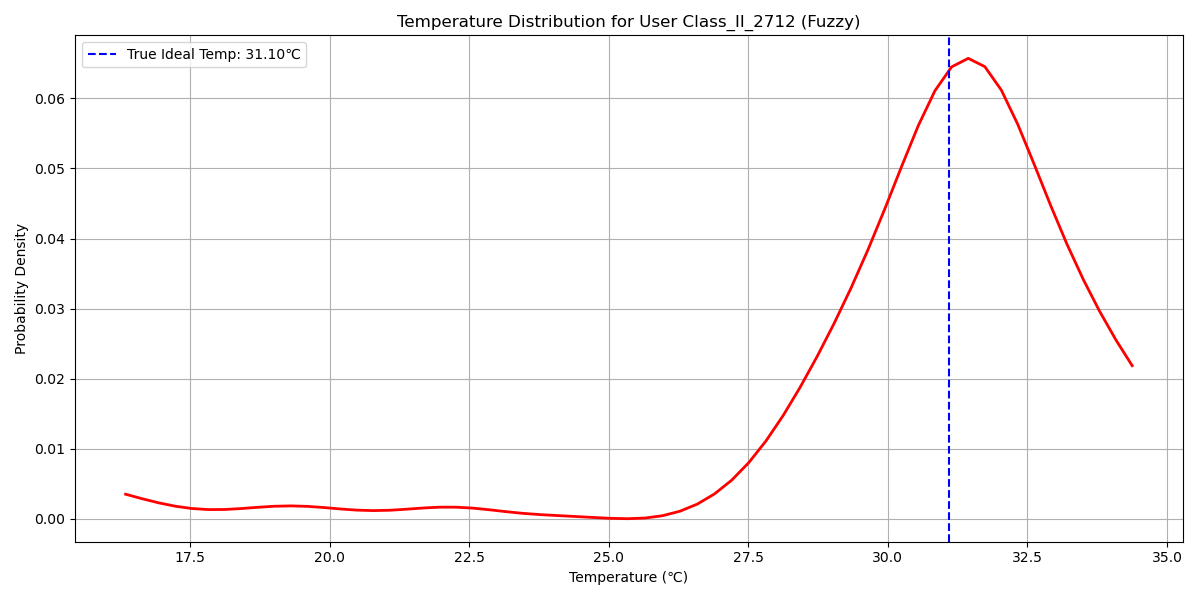 Temperature Distribution for User Class_II_2712 (Fuzzy)
True Ideal Temp: 31.10℃
Probability Density
0.06
0.05
0.04
0.03
0.02
0.01
0.00
17.5 20.0 22.5 25.0 27.5 30.0 32.5 35.0
Temperature (℃)